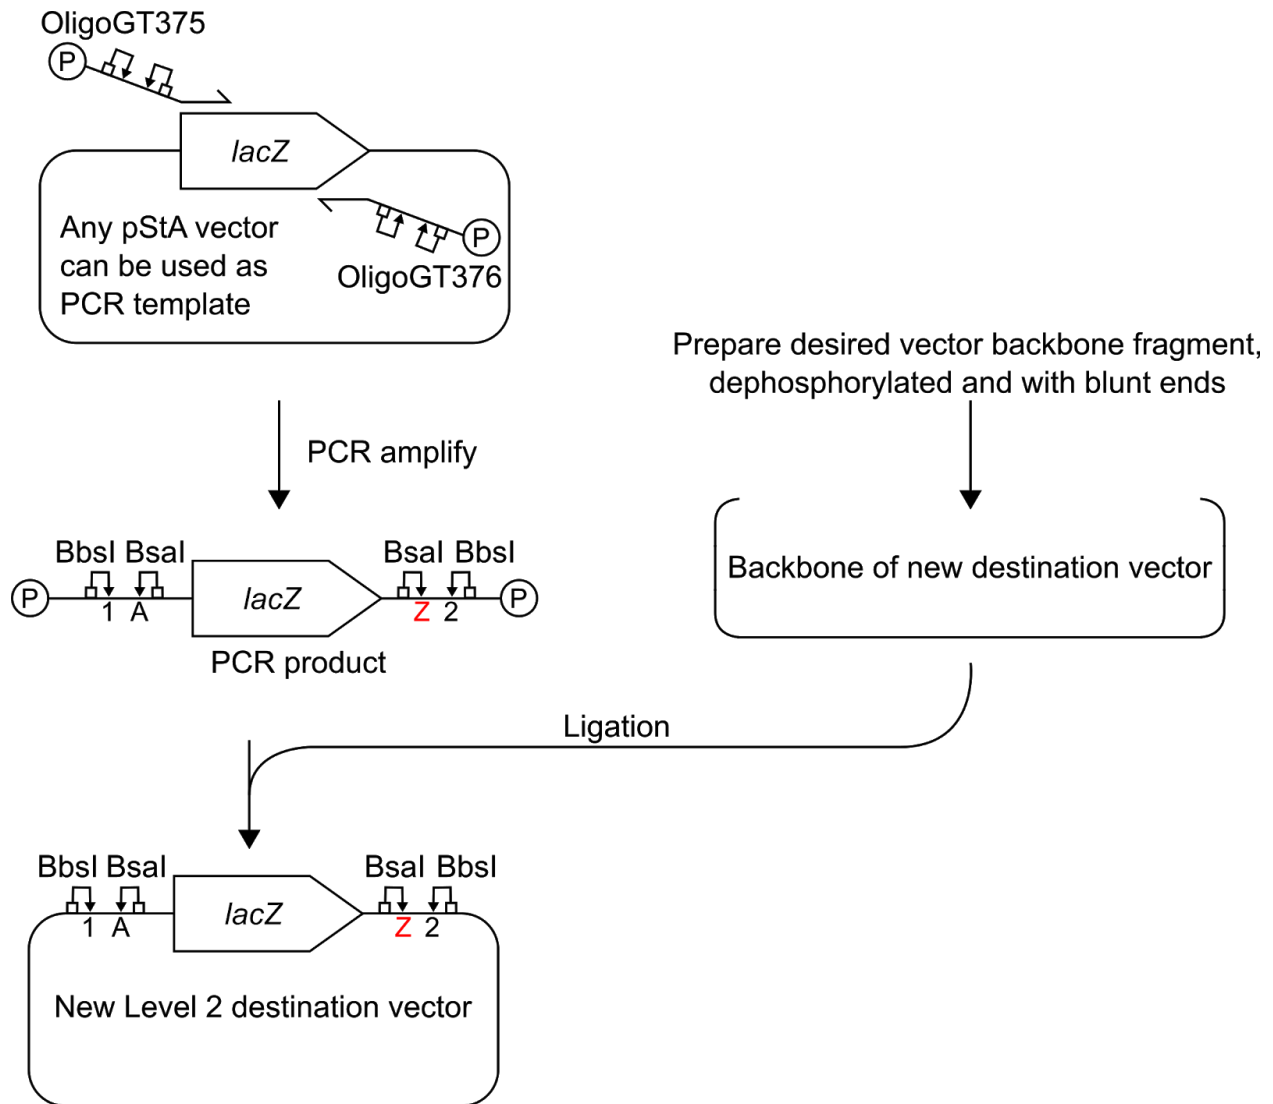 OligoGT375
P
lacZ
Any pStA vector
can be used as
PCR template
P
OligoGT376
Prepare desired vector backbone fragment,
dephosphorylated and with blunt ends
PCR amplify
BbsI BsaI
BsaI BbsI
P
1 A
lacZ
Z 2
P
PCR product
Backbone of new destination vector
Ligation
BbsI BsaI
BsaI BbsI
1 A
lacZ
Z 2
New Level 2 destination vector